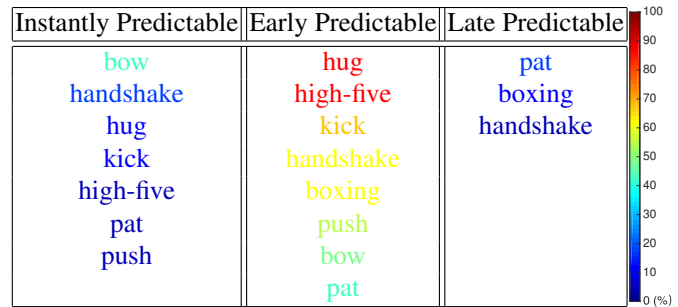 Instantly Predictable Early Predictable Late Predictable
bow hug pat
handshake high-five boxing
hug kick handshake
kick handshake
high-five boxing
pat push
push bow
pat
100
90
80
70
60
50
40
30
20
10
0 (%)